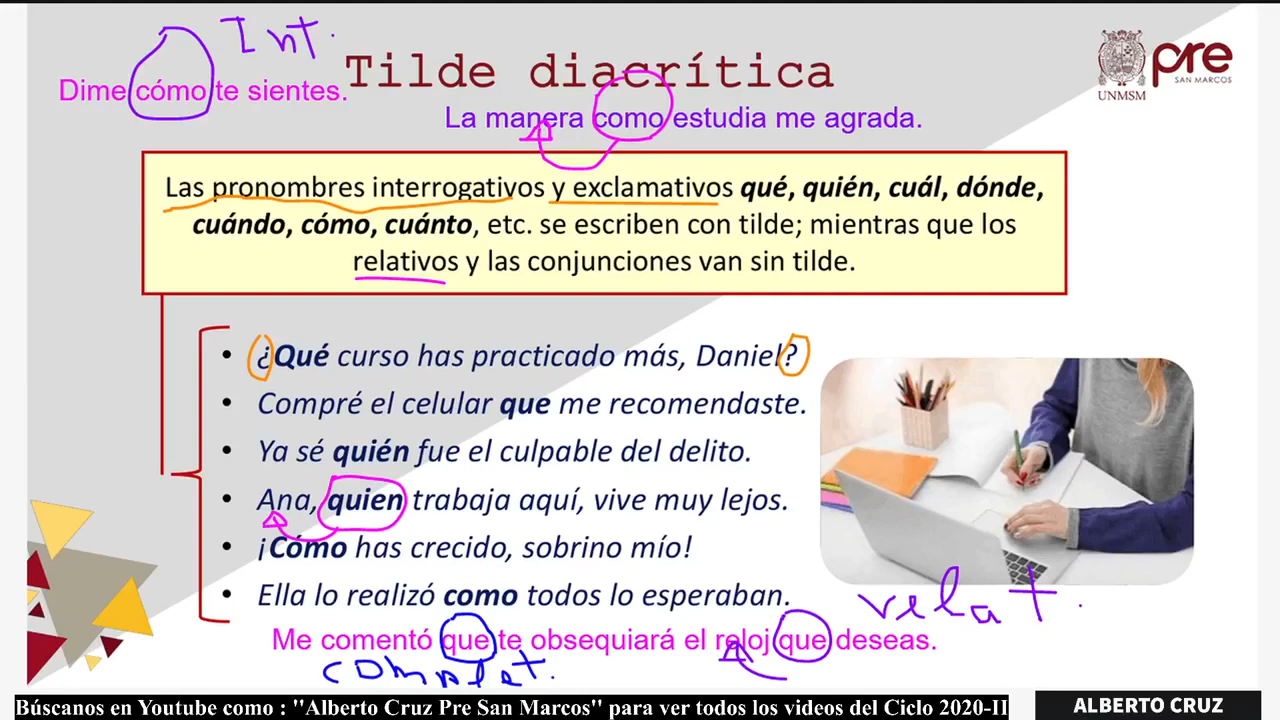 Int.
Tilde diacrítica
Dime cómo te sientes.
La manera como estudia me agrada.
UNMSM
pre
SAN MARCOS
Las pronombres interrogativos y exclamativos qué, quién, cuál, dónde,
cuándo, cómo, cuánto, etc. se escriben con tilde; mientras que los
relativos y las conjunciones van sin tilde.
• ¿Qué curso has practicado más, Daniel?
• Compré el celular que me recomendaste.
• Ya sé quién fue el culpable del delito.
• Ana, quien trabaja aquí, vive muy lejos.
• ¡Cómo has crecido, sobrino mío!
• Ella lo realizó como todos lo esperaban.
relat.
Me comentó que te obsequiará el reloj que deseas.
complet.
Búscanos en Youtube como : "Alberto Cruz Pre San Marcos" para ver todos los videos del Ciclo 2020-II
ALBERTO CRUZ